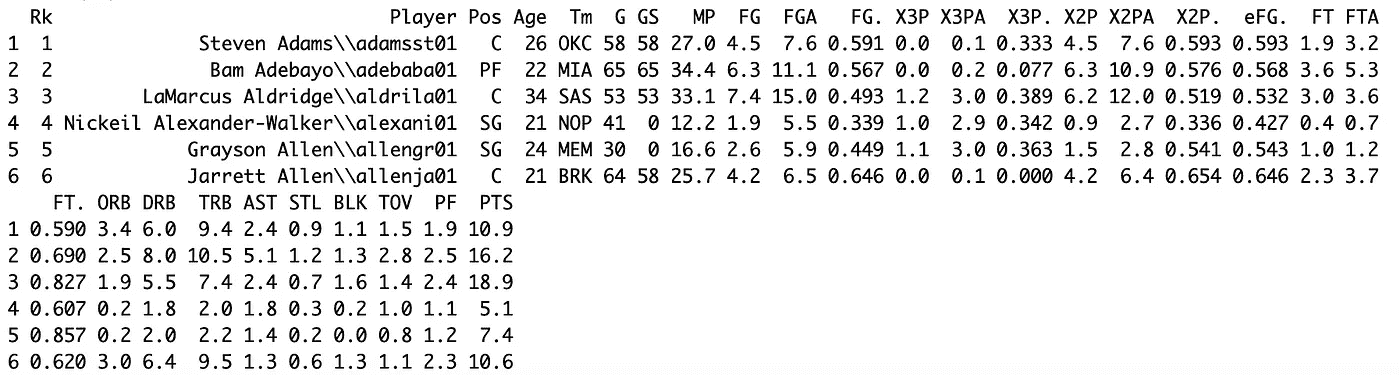 Rk Player Pos Age Tm G GS MP FG FGA FG. X3P X3PA X3P. X2P X2PA X2P. eFG. FT FTA
1 1 Steven Adams\\adamsst01 C 26 OKC 58 58 27.0 4.5 7.6 0.591 0.0 0.1 0.333 4.5 7.6 0.593 0.593 1.9 3.2
2 2 Bam Adebayo\\adebaba01 PF 22 MIA 65 65 34.4 6.3 11.1 0.567 0.0 0.2 0.077 6.3 10.9 0.576 0.568 3.6 5.3
3 3 LaMarcus Aldridge\\aldrila01 C 34 SAS 53 53 33.1 7.4 15.0 0.493 1.2 3.0 0.389 6.2 12.0 0.519 0.532 3.0 3.6
4 4 Nickeil Alexander-Walker\\alexani01 SG 21 NOP 41 0 12.2 1.9 5.5 0.339 1.0 2.9 0.342 0.9 2.7 0.336 0.427 0.4 0.7
5 5 Grayson Allen\\allengr01 SG 24 MEM 30 0 16.6 2.6 5.9 0.449 1.1 3.0 0.363 1.5 2.8 0.541 0.543 1.0 1.2
6 6 Jarrett Allen\\allenja01 C 21 BRK 64 58 25.7 4.2 6.5 0.646 0.0 0.1 0.000 4.2 6.4 0.654 0.646 2.3 3.7
FT. ORB DRB TRB AST STL BLK TOV PF PTS
1 0.590 3.4 6.0 9.4 2.4 0.9 1.1 1.5 1.9 10.9
2 0.690 2.5 8.0 10.5 5.1 1.2 1.3 2.8 2.5 16.2
3 0.827 1.9 5.5 7.4 2.4 0.7 1.6 1.4 2.4 18.9
4 0.607 0.2 1.8 2.0 1.8 0.3 0.2 1.0 1.1 5.1
5 0.857 0.2 2.0 2.2 1.4 0.2 0.0 0.8 1.2 7.4
6 0.620 3.0 6.4 9.5 1.3 0.6 1.3 1.1 2.3 10.6